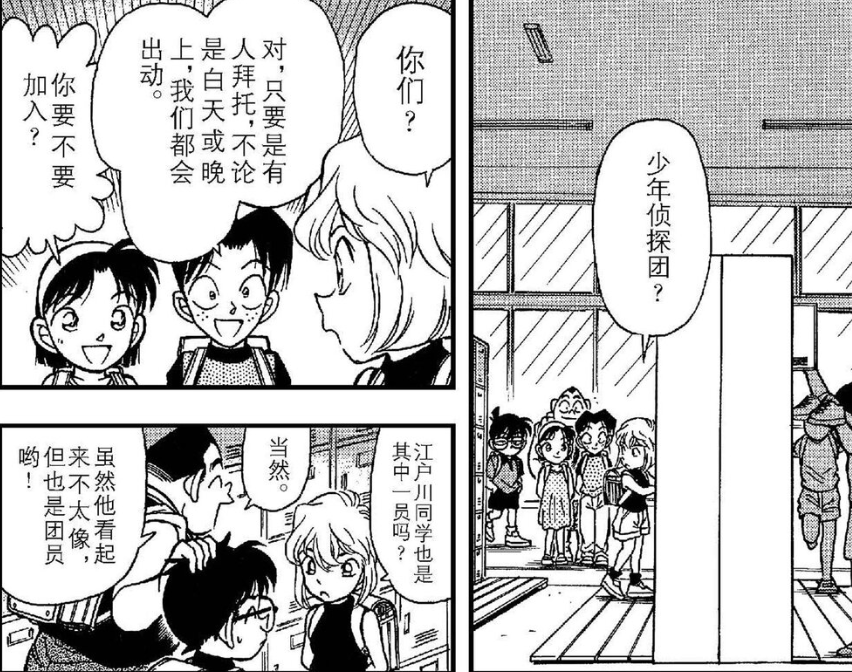 少年侦探团？
你们？
对，只要是有
人拜托，不论
是白天或晚
上，我们都会
出动。
你要不要
加入？
江户川同学也是
其中一员吗？
当然。
虽然他看起
来不太像，
但也是团员
哟！